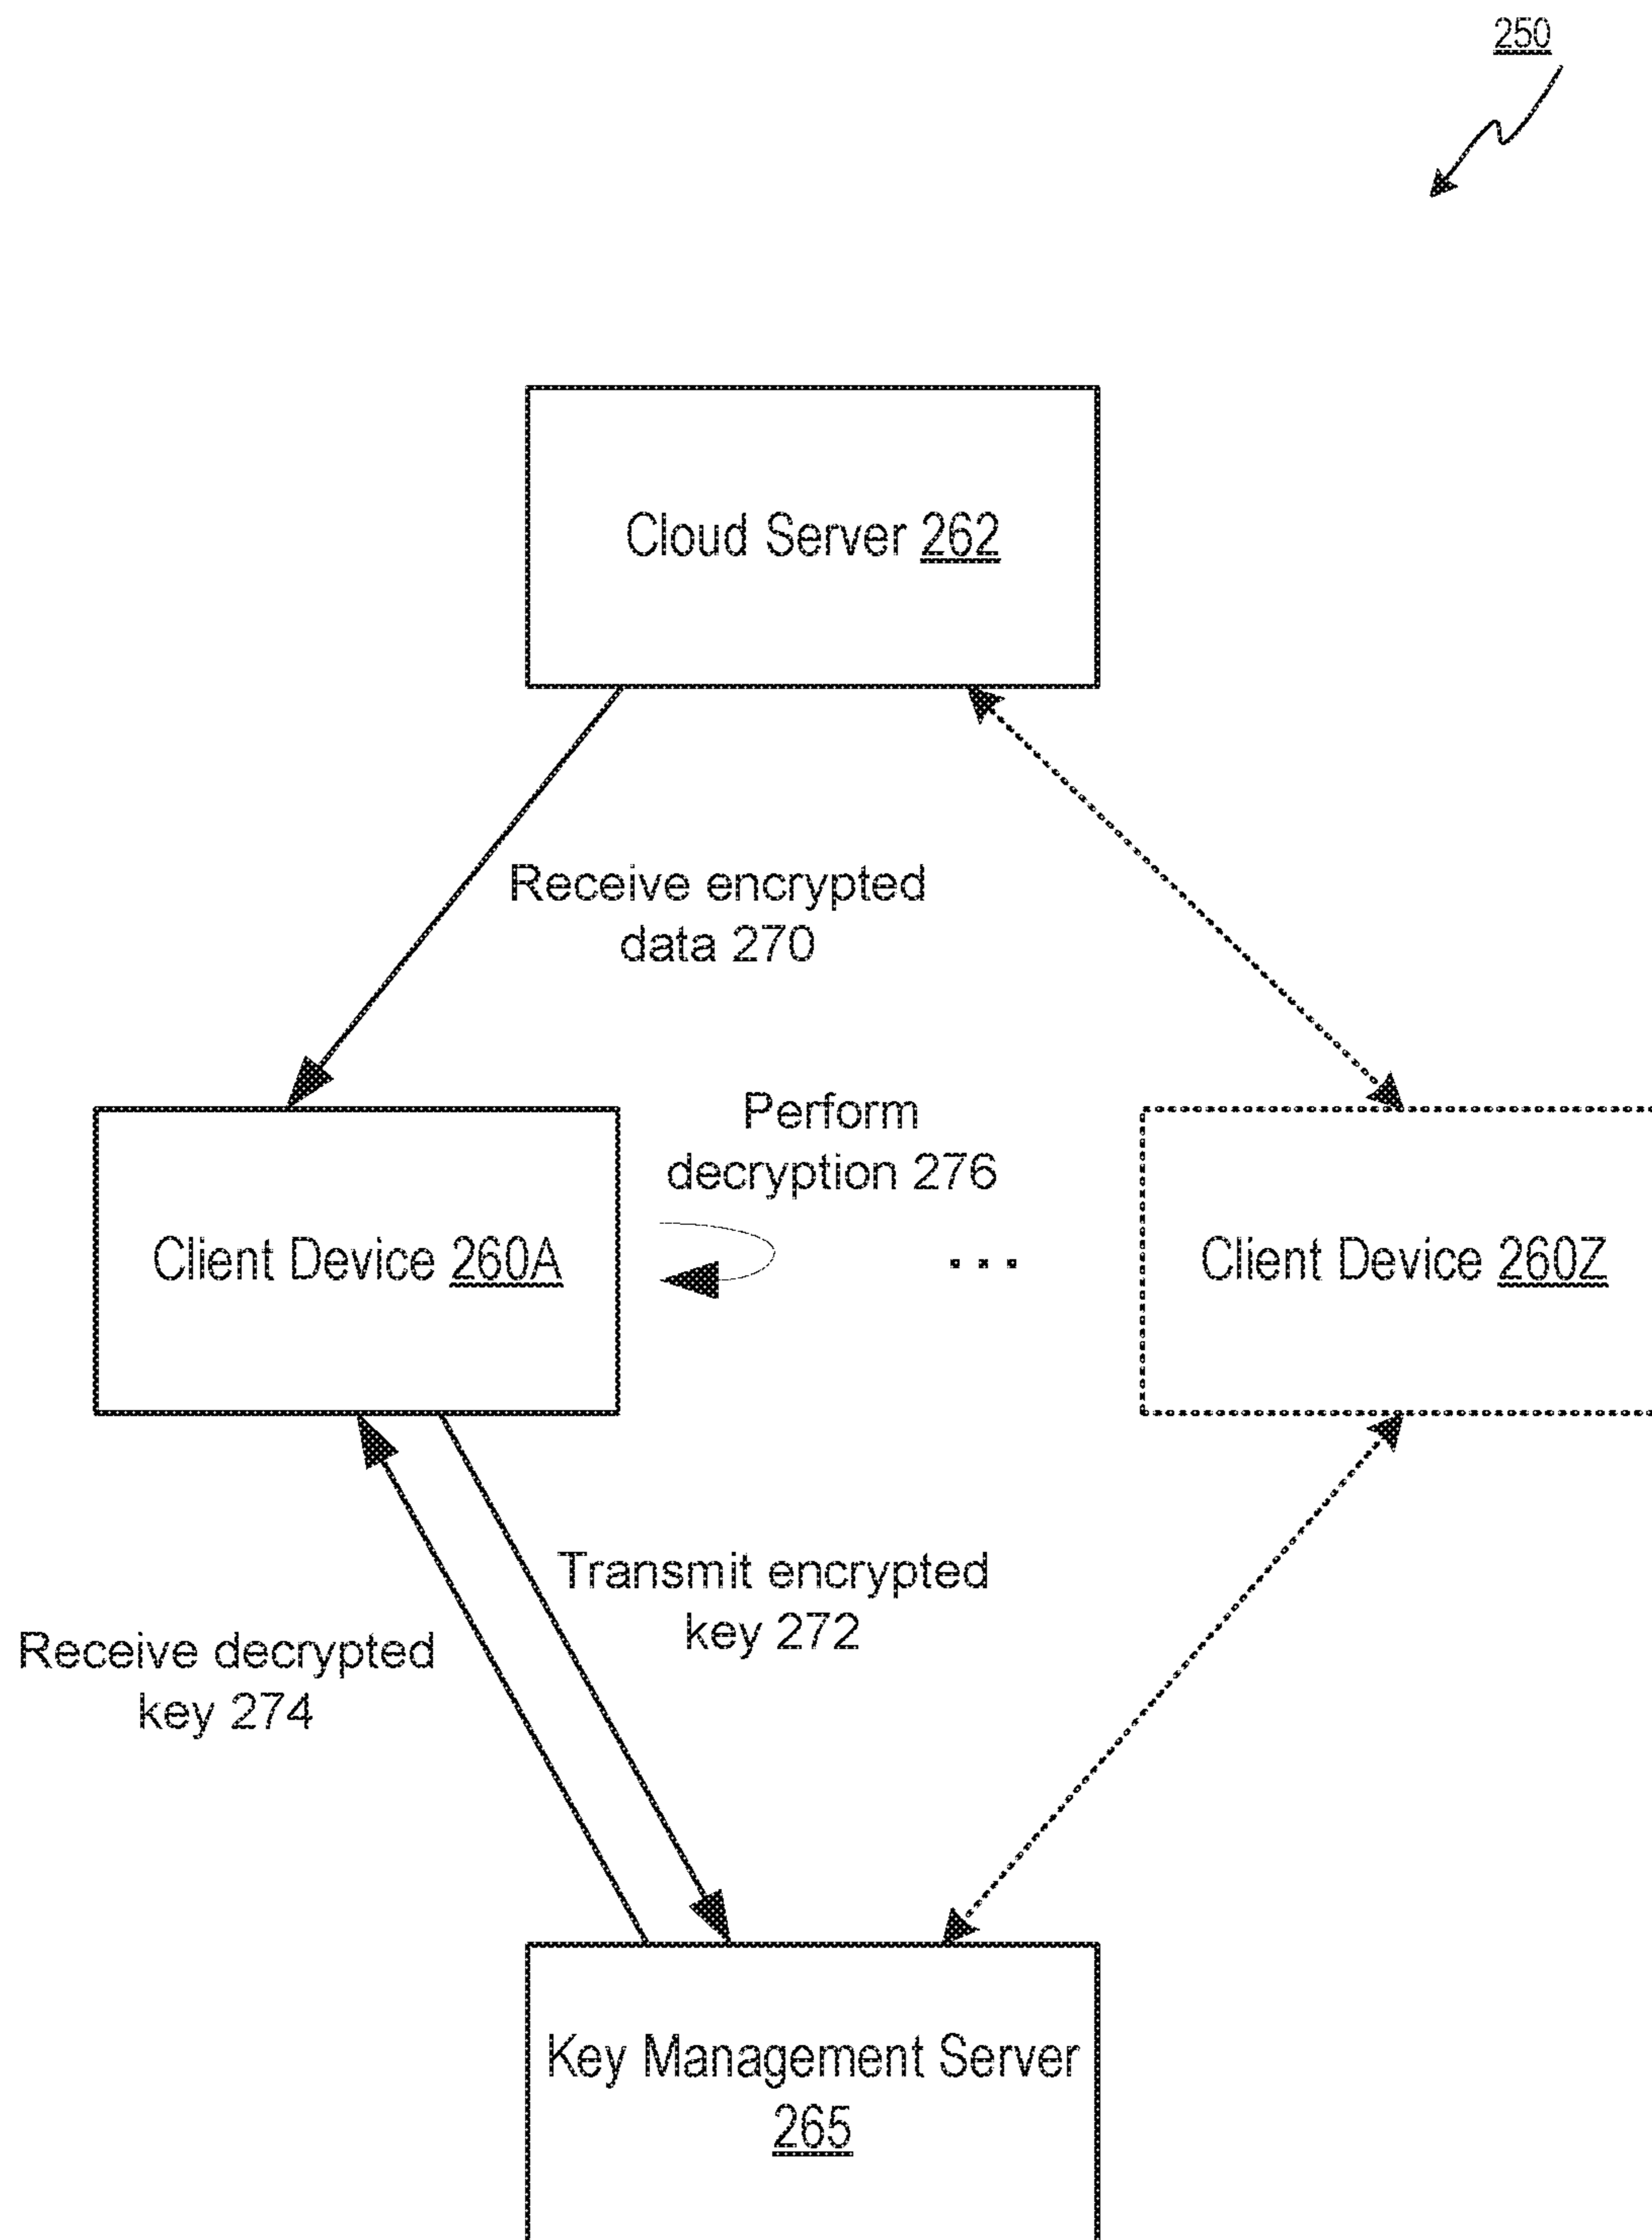 250
Cloud Server 262
Receive encrypted
data 270
Perform
decryption 276
Client Device 260A
...
Client Device 260Z
Transmit encrypted
key 272
Receive decrypted
key 274
Key Management Server
265